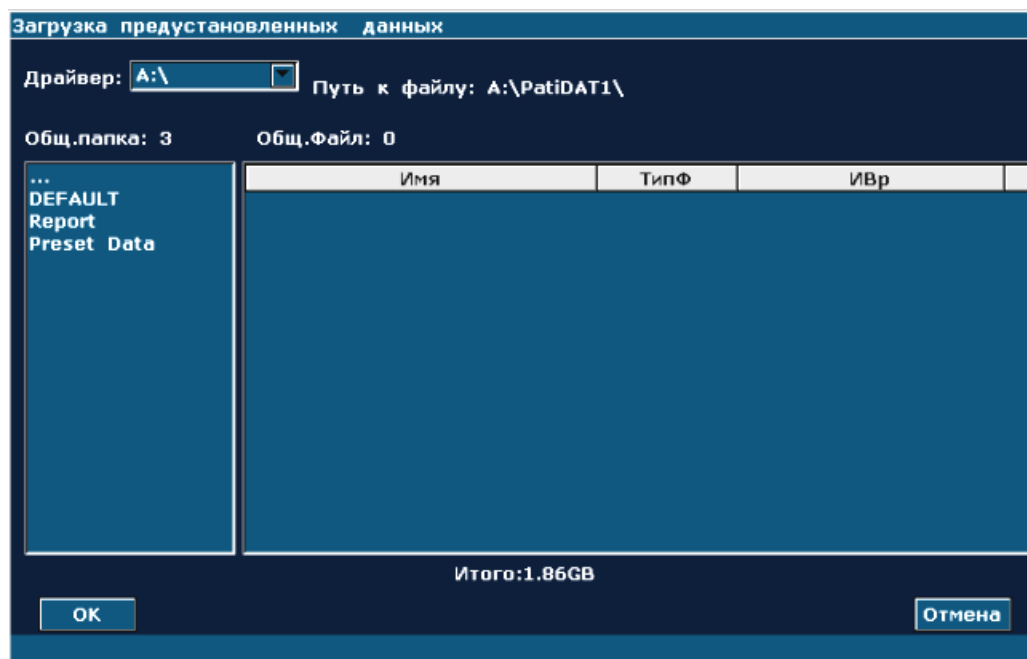 Загрузка предустановленных данных
Драйвер: A:\
Путь к файлу: A:\PatiDAT1\
Общ.папка: 3 Общ.Файл: 0
... Имя ТипФ ИВр
DEFAULT
Report
Preset Data
Итого:1.86GB
OK Отмена